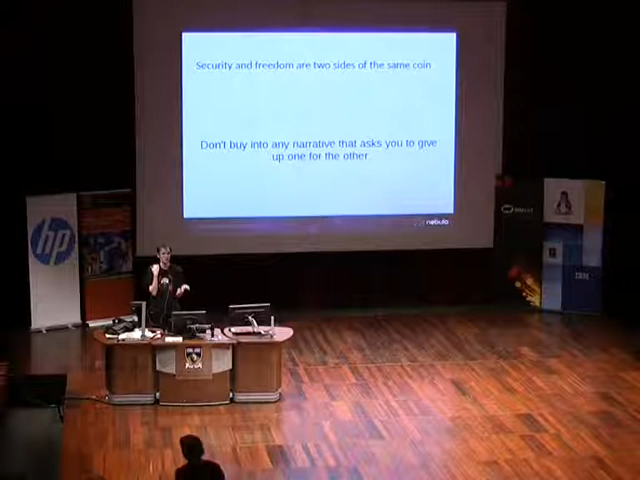 Security and freedom are two sides of the same coin
Don't buy into any narrative that asks you to give
up one for the other.
nebula
hp
IBM